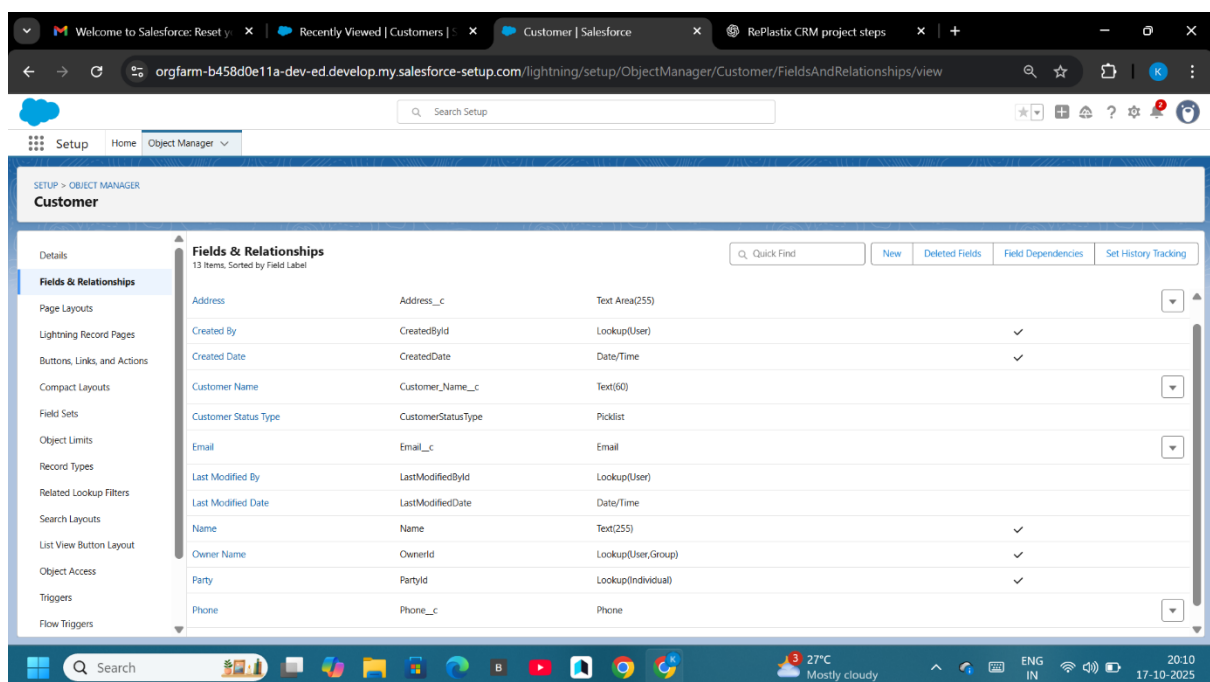 Welcome to Salesforce: Reset y
Recently Viewed | Customers | S
Customer | Salesforce
RePlastix CRM project steps
orgfarm-b458d0e11a-dev-ed.develop.my.salesforce-setup.com/lightning/setup/ObjectManager/Customer/FieldsAndRelationships/view
K
Search Setup
2
Setup
Home
Object Manager
SETUP > OBJECT MANAGER
Customer
Details
Fields & Relationships
Page Layouts
Lightning Record Pages
Buttons, Links, and Actions
Compact Layouts
Field Sets
Object Limits
Record Types
Related Lookup Filters
Search Layouts
List View Button Layout
Object Access
Triggers
Flow Triggers
Fields & Relationships
13 Items, Sorted by Field Label
Quick Find
New
Deleted Fields
Field Dependencies
Set History Tracking
Address Address__c Text Area(255)
Created By CreatedById Lookup(User)
Created Date CreatedDate Date/Time
Customer Name Customer_Name__c Text(60)
Customer Status Type CustomerStatusType Picklist
Email Email__c Email
Last Modified By LastModifiedById Lookup(User)
Last Modified Date LastModifiedDate Date/Time
Name Name Text(255)
Owner Name OwnerId Lookup(User,Group)
Party PartyId Lookup(Individual)
Phone Phone__c Phone
Search
B
3
27°C
Mostly cloudy
ENG
IN
20:10
17-10-2025